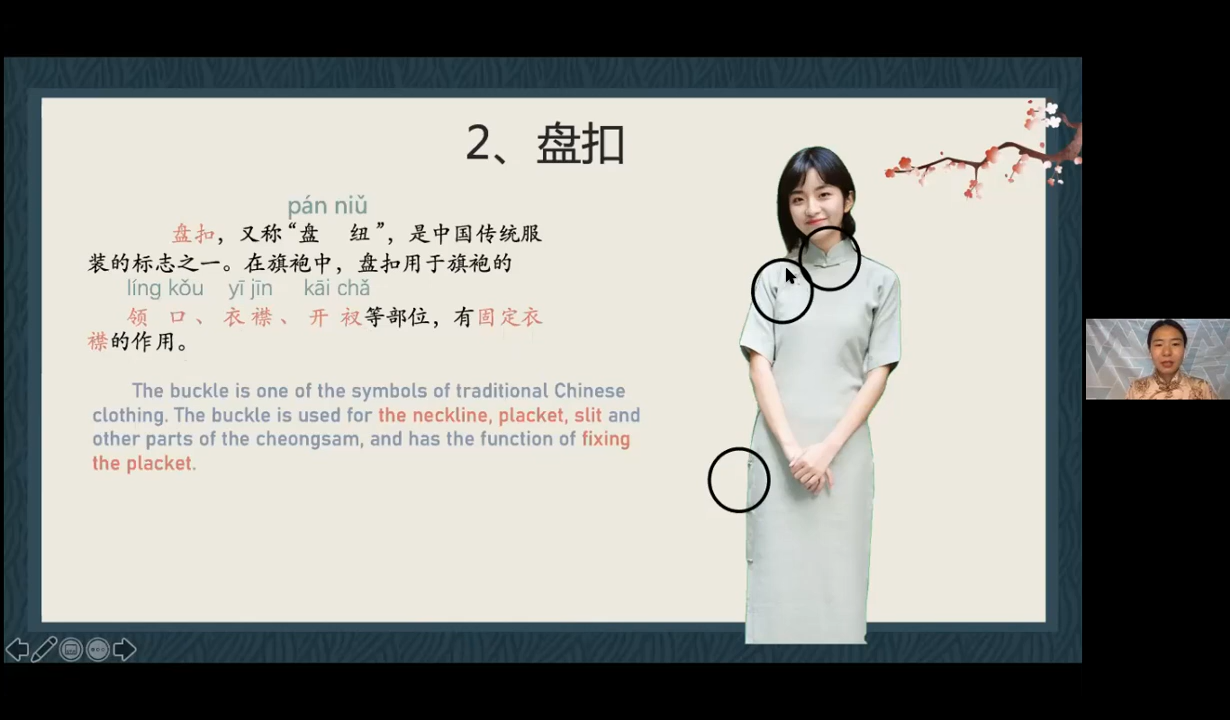 2、盘扣
pán niǔ
盘扣，又称“盘 纽”，是中国传统服
装的标志之一。在旗袍中，盘扣用于旗袍的
líng kǒu yī jīn kāi chǎ
领 口、衣 襟、开 衩等部位，有固定衣
襟的作用。
The buckle is one of the symbols of traditional Chinese
clothing. The buckle is used for the neckline, placket, slit and
other parts of the cheongsam, and has the function of fixing
the placket.